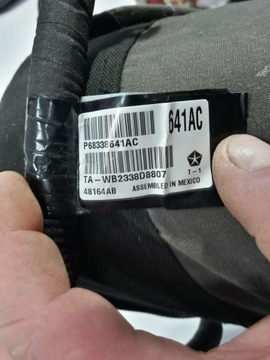 641AC
P68338641AC
TA-WB2338D8807
T-1
48164AB ASSEMBLED IN MEXICO